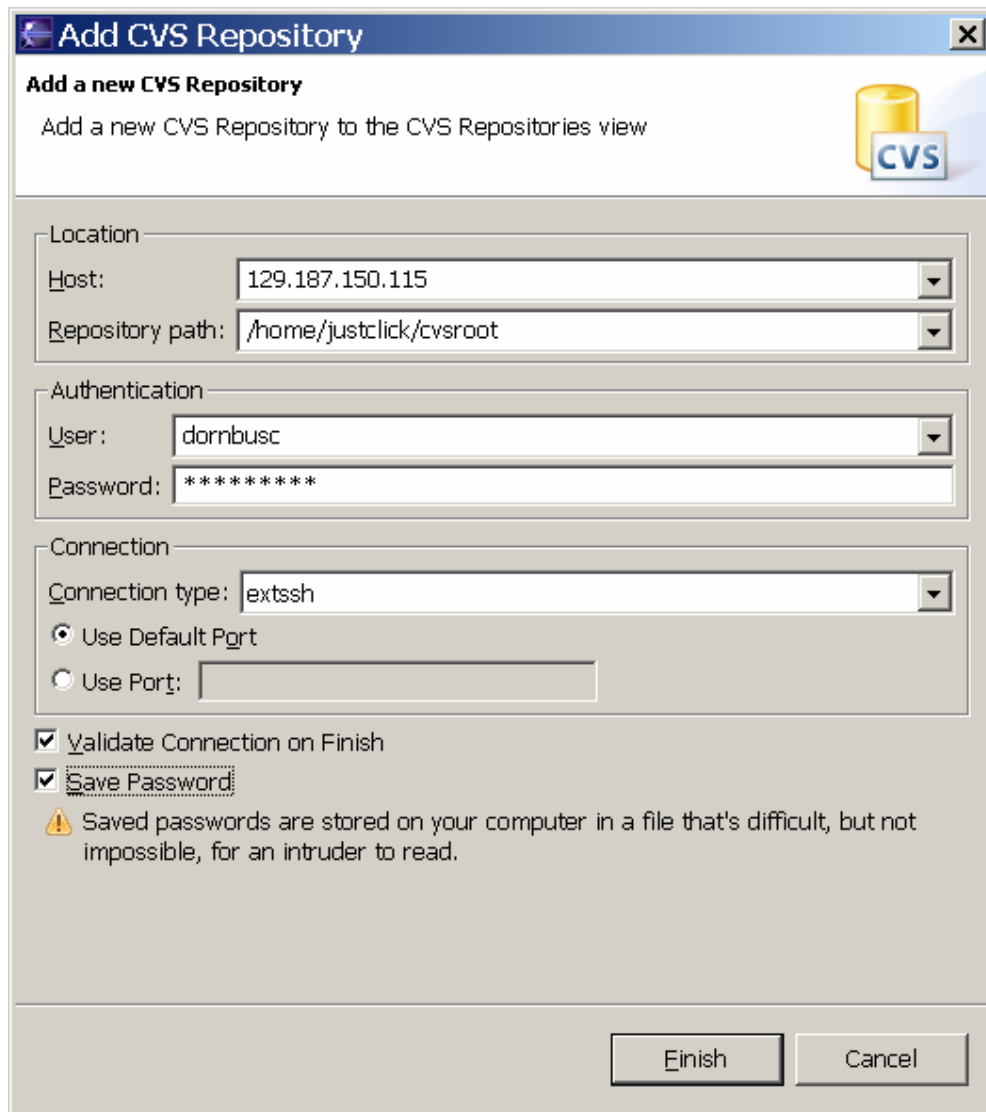 Add CVS Repository
Add a new CVS Repository
Add a new CVS Repository to the CVS Repositories view
CVS
Location
Host: 129.187.150.115
Repository path: /home/justclick/cvsroot
Authentication
User: dornbusc
Password: *********
Connection
Connection type: extssh
Use Default Port
Use Port:
Validate Connection on Finish
Save Password
Saved passwords are stored on your computer in a file that's difficult, but not
impossible, for an intruder to read.
Finish Cancel